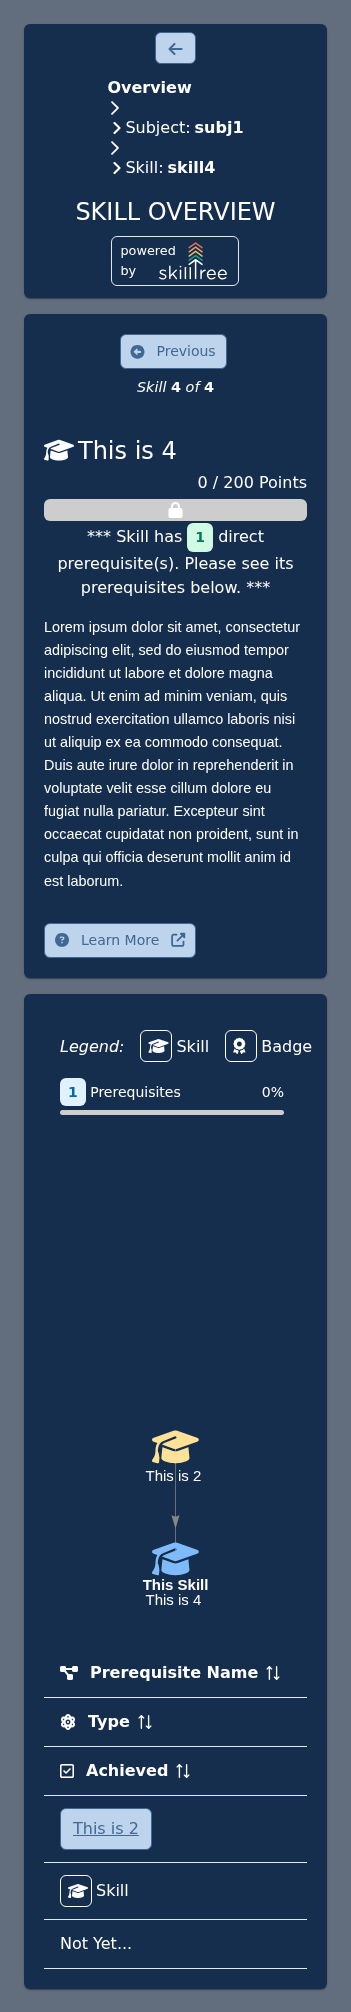 Overview
Subject: subj1
Skill: skill4
SKILL OVERVIEW
powered
by skilltree
Previous
Skill 4 of 4
This is 4
0 / 200 Points
*** Skill has 1 direct
prerequisite(s). Please see its
prerequisites below. ***
Lorem ipsum dolor sit amet, consectetur
adipiscing elit, sed do eiusmod tempor
incididunt ut labore et dolore magna
aliqua. Ut enim ad minim veniam, quis
nostrud exercitation ullamco laboris nisi
ut aliquip ex ea commodo consequat.
Duis aute irure dolor in reprehenderit in
voluptate velit esse cillum dolore eu
fugiat nulla pariatur. Excepteur sint
occaecat cupidatat non proident, sunt in
culpa qui officia deserunt mollit anim id
est laborum.
Learn More
Legend: Skill Badge
1 Prerequisites 0%
This is 2
This Skill
This is 4
Prerequisite Name
Type
Achieved
This is 2
Skill
Not Yet...